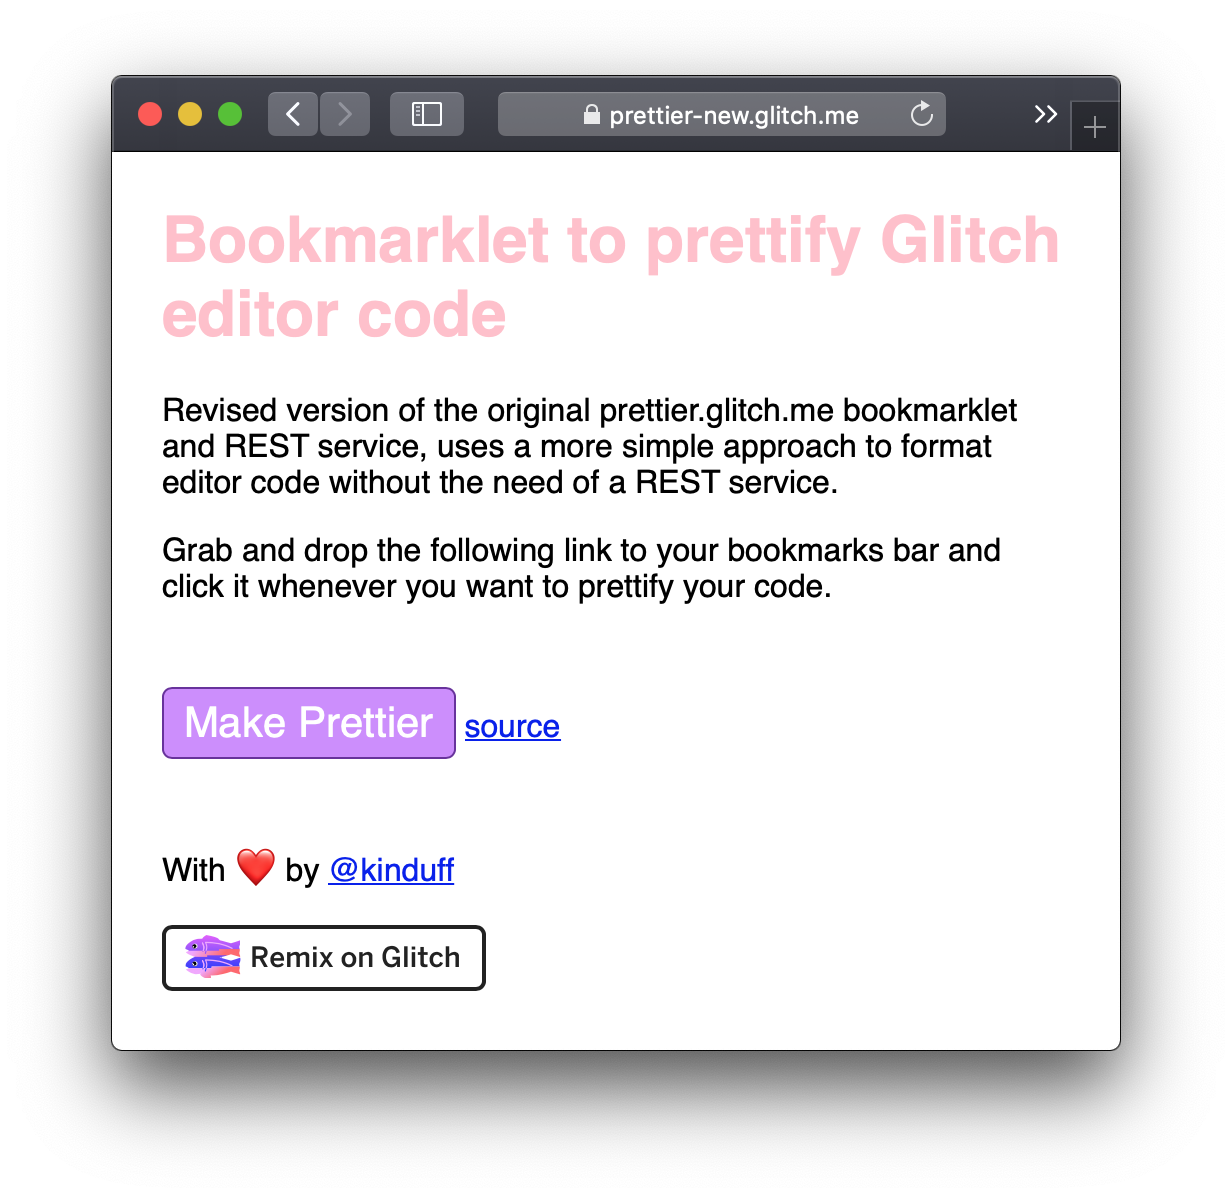 prettier-new.glitch.me
Bookmarklet to prettify Glitch
editor code
Revised version of the original prettier.glitch.me bookmarklet
and REST service, uses a more simple approach to format
editor code without the need of a REST service.
Grab and drop the following link to your bookmarks bar and
click it whenever you want to prettify your code.
Make Prettier source
With ❤️ by @kinduff
Remix on Glitch